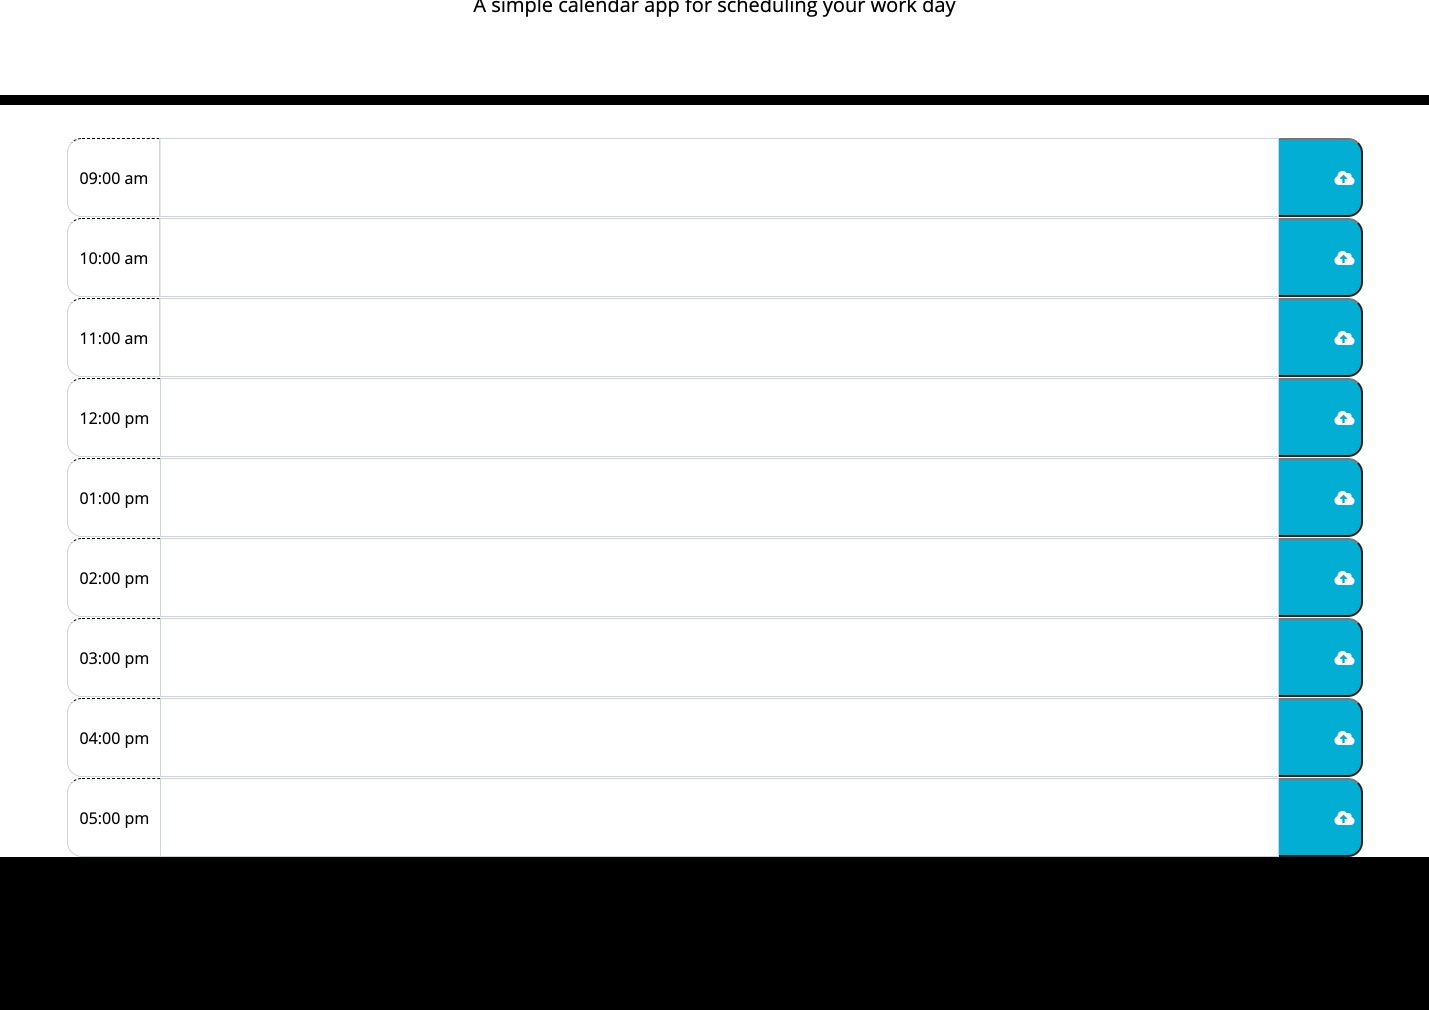 A simple calendar app for scheduling your work day
09:00 am
10:00 am
11:00 am
12:00 pm
01:00 pm
02:00 pm
03:00 pm
04:00 pm
05:00 pm